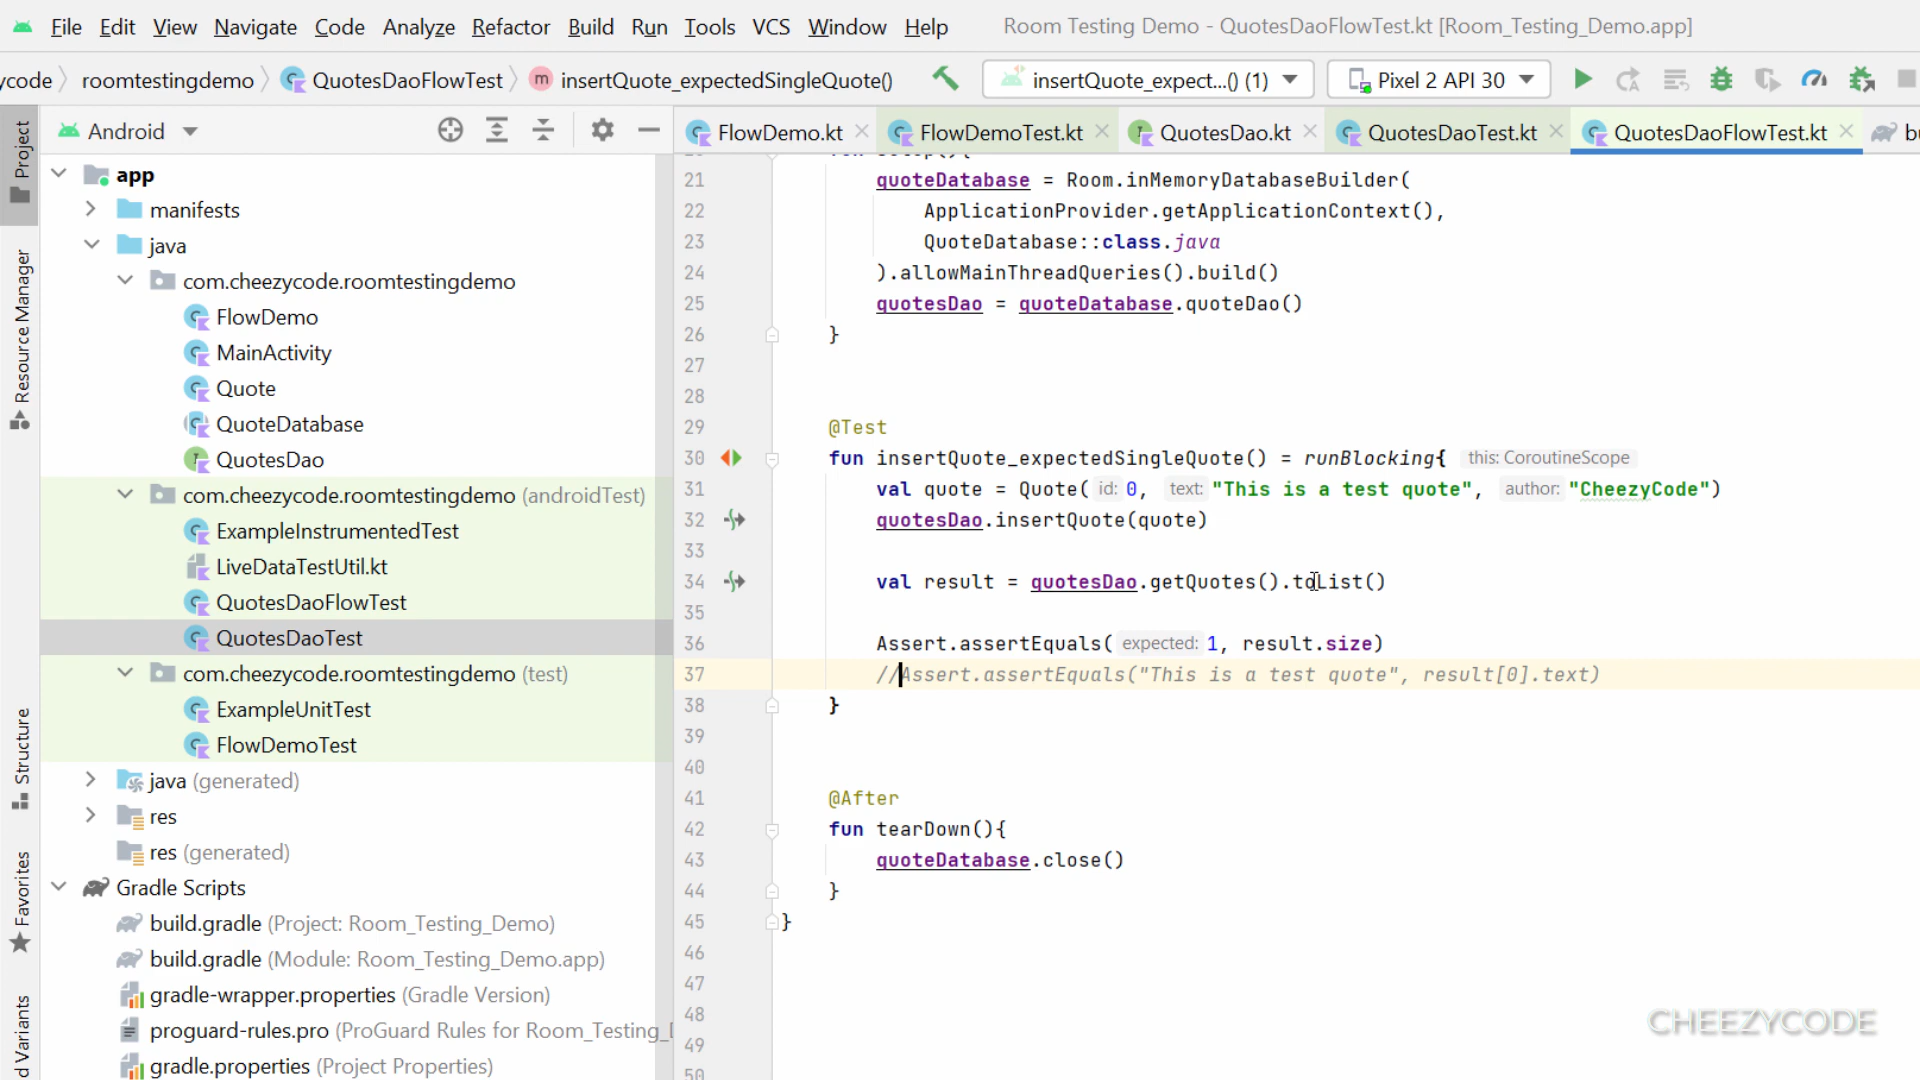 File Edit View Navigate Code Analyze Refactor Build Run Tools VCS Window Help Room Testing Demo - QuotesDaoFlowTest.kt [Room_Testing_Demo.app]
ycode roomtestingdemo QuotesDaoFlowTest insertQuote_expectedSingleQuote() insertQuote_expect...() (1) Pixel 2 API 30
Android
FlowDemo.kt FlowDemoTest.kt QuotesDao.kt QuotesDaoTest.kt QuotesDaoFlowTest.kt
Project
Resource Manager
Structure
Favorites
d Variants
app
manifests
java
com.cheezycode.roomtestingdemo
FlowDemo
MainActivity
Quote
QuoteDatabase
QuotesDao
com.cheezycode.roomtestingdemo (androidTest)
ExampleInstrumentedTest
LiveDataTestUtil.kt
QuotesDaoFlowTest
QuotesDaoTest
com.cheezycode.roomtestingdemo (test)
ExampleUnitTest
FlowDemoTest
java (generated)
res
res (generated)
Gradle Scripts
build.gradle (Project: Room_Testing_Demo)
build.gradle (Module: Room_Testing_Demo.app)
gradle-wrapper.properties (Gradle Version)
proguard-rules.pro (ProGuard Rules for Room_Testing_
gradle.properties (Project Properties)
21 quoteDatabase = Room.inMemoryDatabaseBuilder(
22 ApplicationProvider.getApplicationContext(),
23 QuoteDatabase::class.java
24 ).allowMainThreadQueries().build()
25 quotesDao = quoteDatabase.quoteDao()
26 }
27
28
29 @Test
30 fun insertQuote_expectedSingleQuote() = runBlocking{ this: CoroutineScope
31 val quote = Quote( id: 0, text: "This is a test quote", author: "CheezyCode")
32 quotesDao.insertQuote(quote)
33
34 val result = quotesDao.getQuotes().toList()
35
36 Assert.assertEquals( expected: 1, result.size)
37 //Assert.assertEquals("This is a test quote", result[0].text)
38 }
39
40
41 @After
42 fun tearDown(){
43 quoteDatabase.close()
44 }
45 }
46
47
48
49
50
CHEEZYCODE